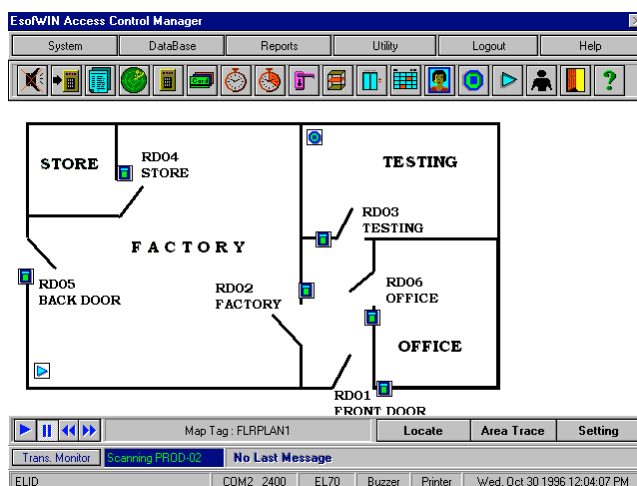 EsofWIN Access Control Manager
System DataBase Reports Utility Logout Help
Card
STORE
RD04
STORE
TESTING
RD03
TESTING
FACTORY
RD05
BACK DOOR
RD02
FACTORY
RD06
OFFICE
OFFICE
RD01
FRONT DOOR
Map Tag : FLRPLAN1 Locate Area Trace Setting
Trans. Monitor Scanning PROD-02 No Last Message
ELID COM2 2400 EL70 Buzzer Printer Wed, Oct 30 1996 12:04:07 PM